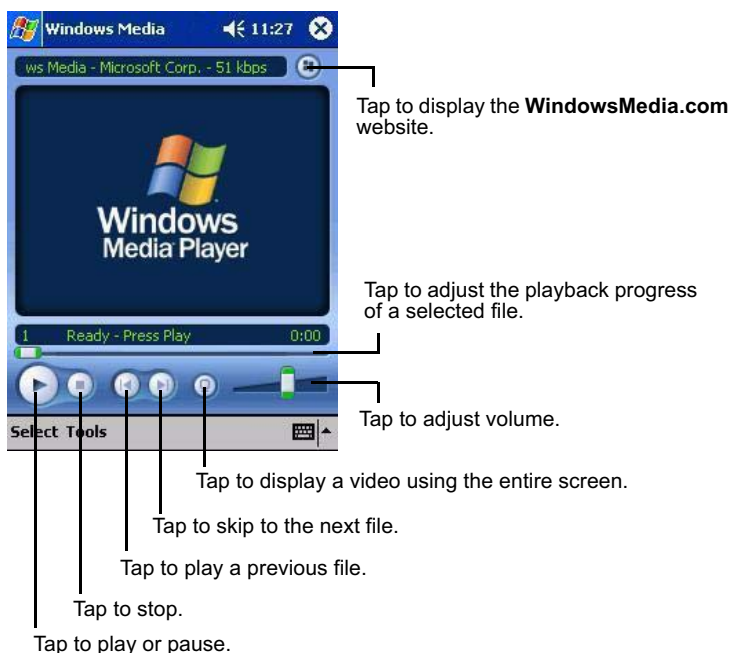 Windows Media 11:27
ws Media - Microsoft Corp. - 51 kbps
Tap to display the WindowsMedia.com
website.
Windows
Media Player
Tap to adjust the playback progress
of a selected file.
1 Ready - Press Play 0:00
Tap to adjust volume.
Select Tools
Tap to display a video using the entire screen.
Tap to skip to the next file.
Tap to play a previous file.
Tap to stop.
Tap to play or pause.